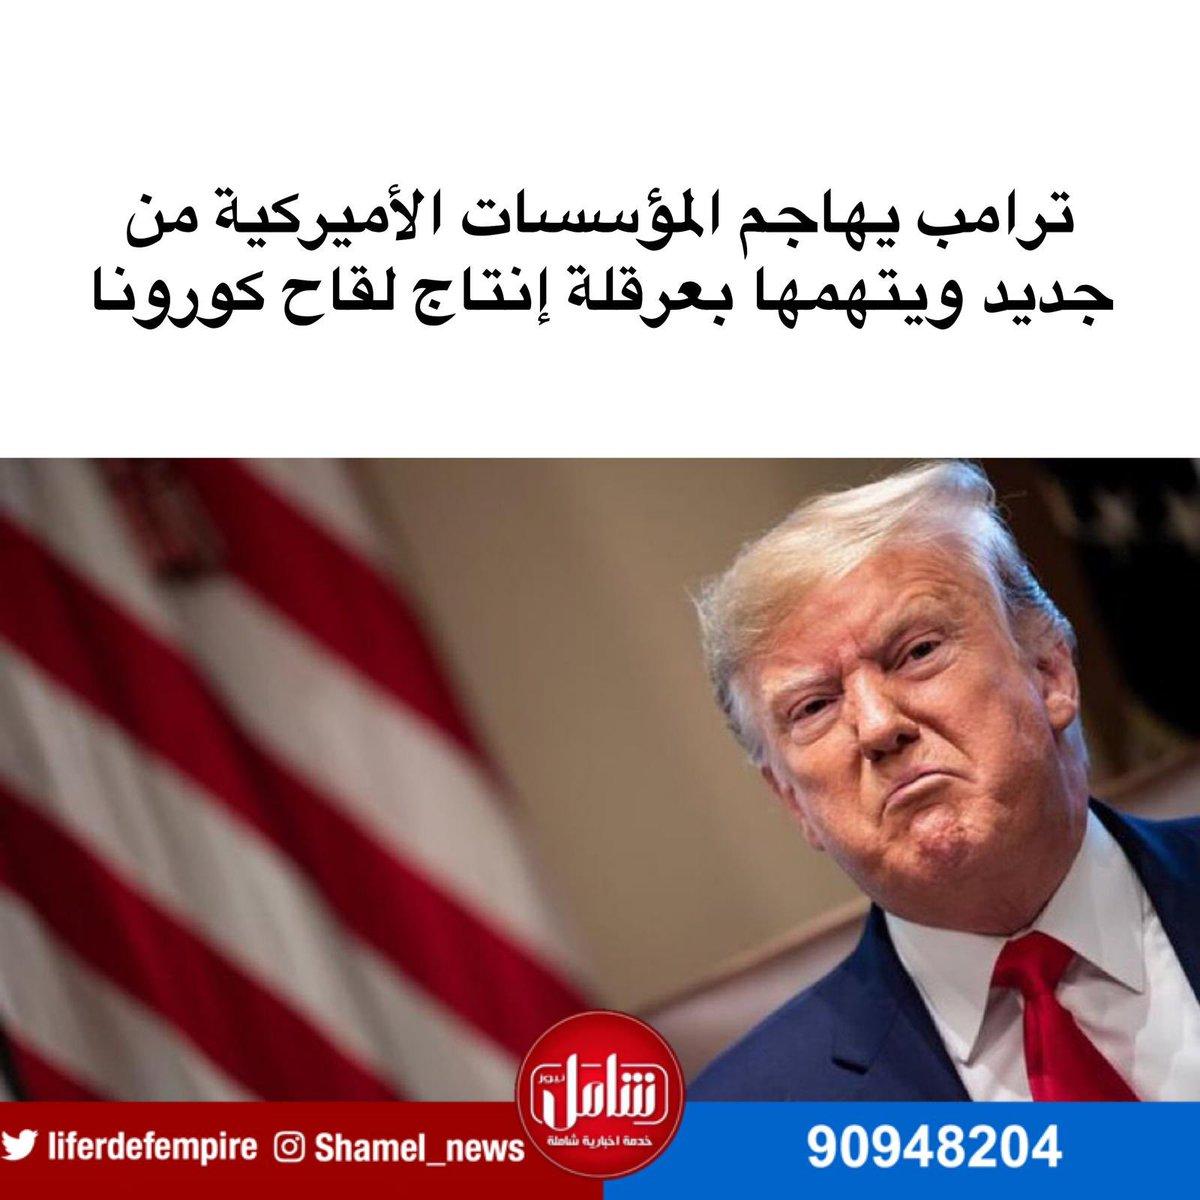 ترامب يهاجم المؤسسات الأميركية من
جديد ويتهمها بعرقلة إنتاج لقاح كورونا
شامل
نيوز
خدمة اخبارية شاملة
liferdefempire Shamel_news
90948204